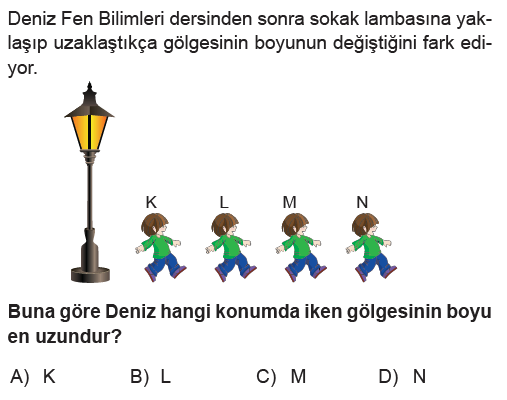 Deniz Fen Bilimleri dersinden sonra sokak lambasına yak-
laşıp uzaklaştıkça gölgesinin boyunun değiştiğini fark edi-
yor.
K L M N
Buna göre Deniz hangi konumda iken gölgesinin boyu
en uzundur?
A) K B) L C) M D) N